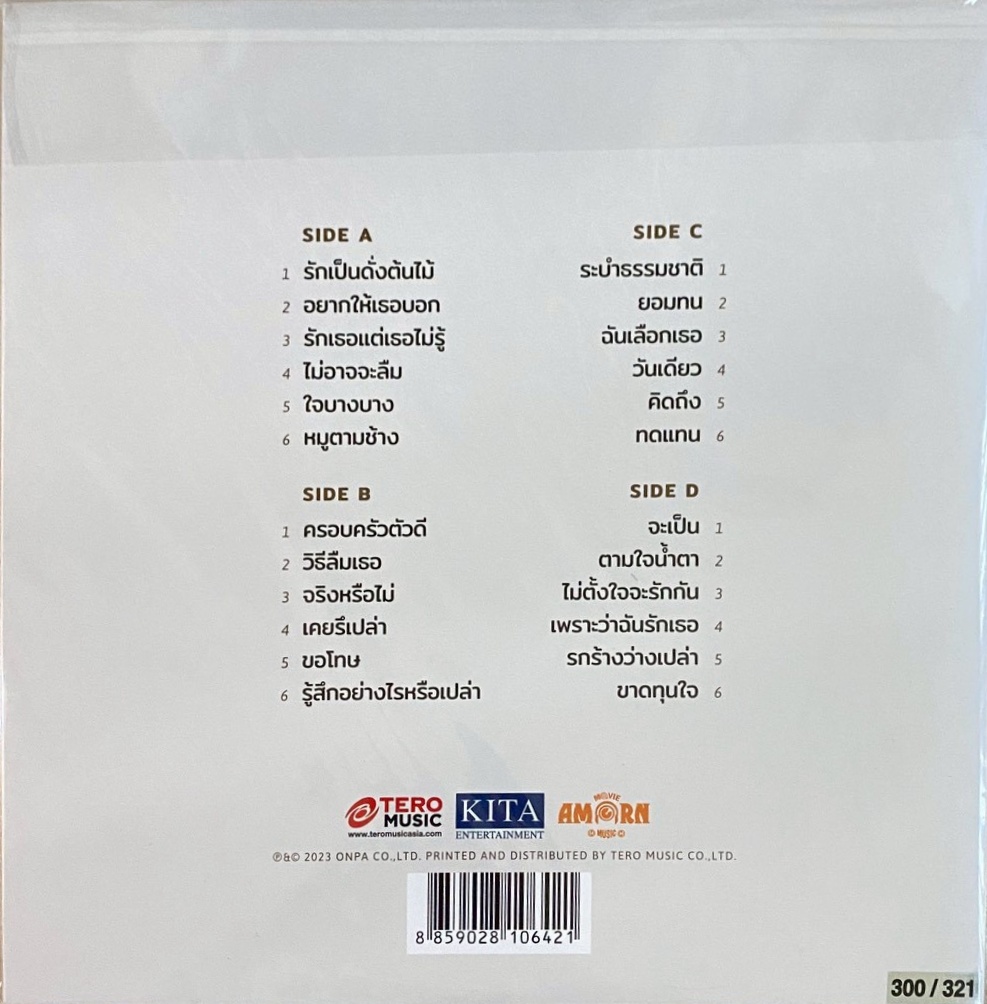 SIDE A
1 รักเป็นดั่งต้นไม้
2 อยากให้เธอบอก
3 รักเธอแต่เธอไม่รู้
4 ไม่อาจจะลืม
5 ใจบางบาง
6 หมูตามช้าง
SIDE B
1 ครอบครัวตัวดี
2 วิธีลืมเธอ
3 จริงหรือไม่
4 เคยรึเปล่า
5 ขอโทษ
6 รู้สึกอย่างไรหรือเปล่า
SIDE C
ระบำธรรมชาติ 1
ยอมทน 2
ฉันเลือกเธอ 3
วันเดียว 4
คิดถึง 5
ทดแทน 6
SIDE D
จะเป็น 1
ตามใจน้ำตา 2
ไม่ตั้งใจจะรักกัน 3
เพราะว่าฉันรักเธอ 4
รกร้างว่างเปล่า 5
ขาดทุนใจ 6
TERO MUSIC
www.teromusicasia.com
KITA
ENTERTAINMENT
MOVIE
AMORN
MUSIC
℗&© 2023 ONPA CO.,LTD. PRINTED AND DISTRIBUTED BY TERO MUSIC CO.,LTD.
8 859028 106421
300 / 321